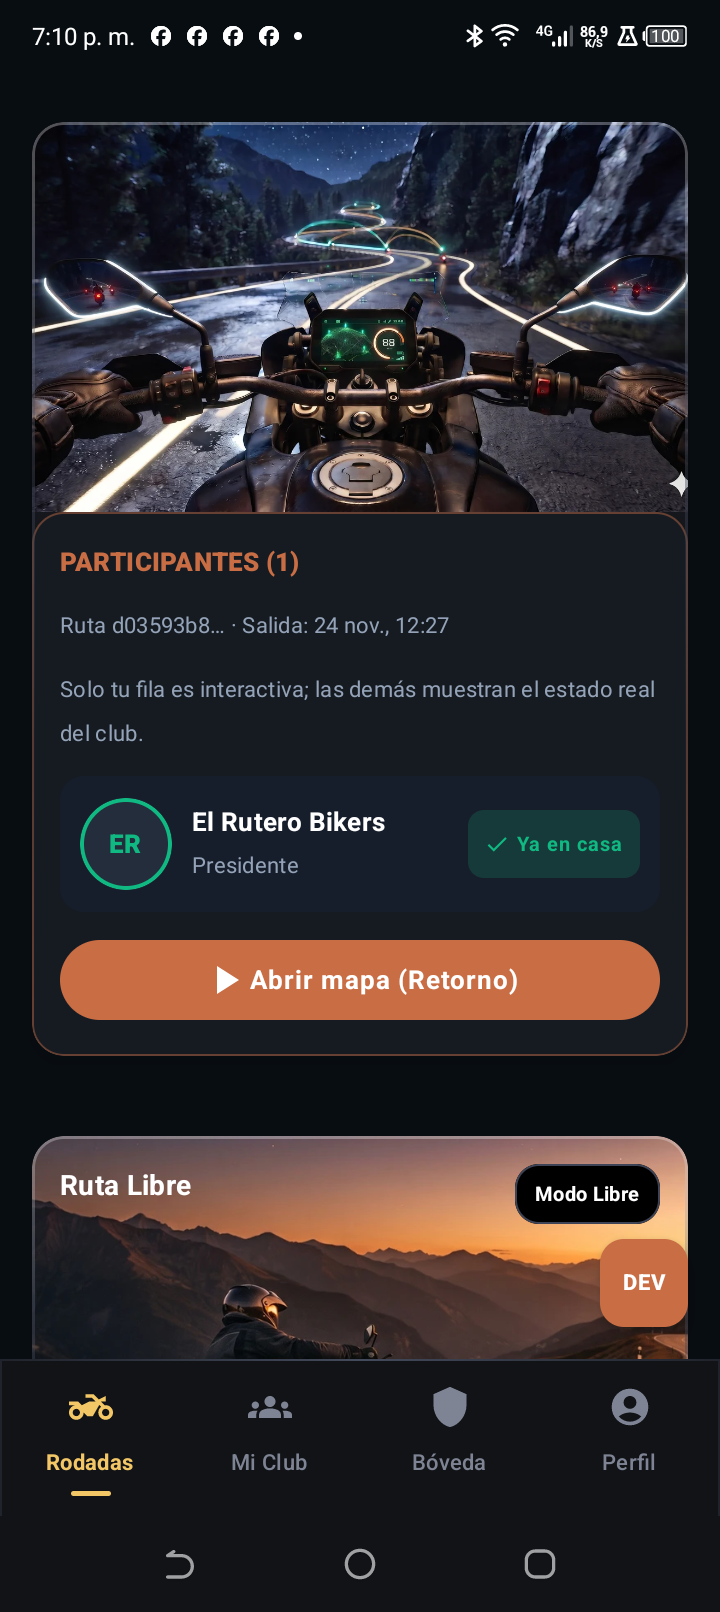 7:10 p. m.
4G
86,9
K/S
100
88
PARTICIPANTES (1)
Ruta d03593b8… · Salida: 24 nov., 12:27
Solo tu fila es interactiva; las demás muestran el estado real
del club.
ER
El Rutero Bikers
Presidente
Ya en casa
Abrir mapa (Retorno)
Ruta Libre
Modo Libre
DEV
Rodadas
Mi Club
Bóveda
Perfil